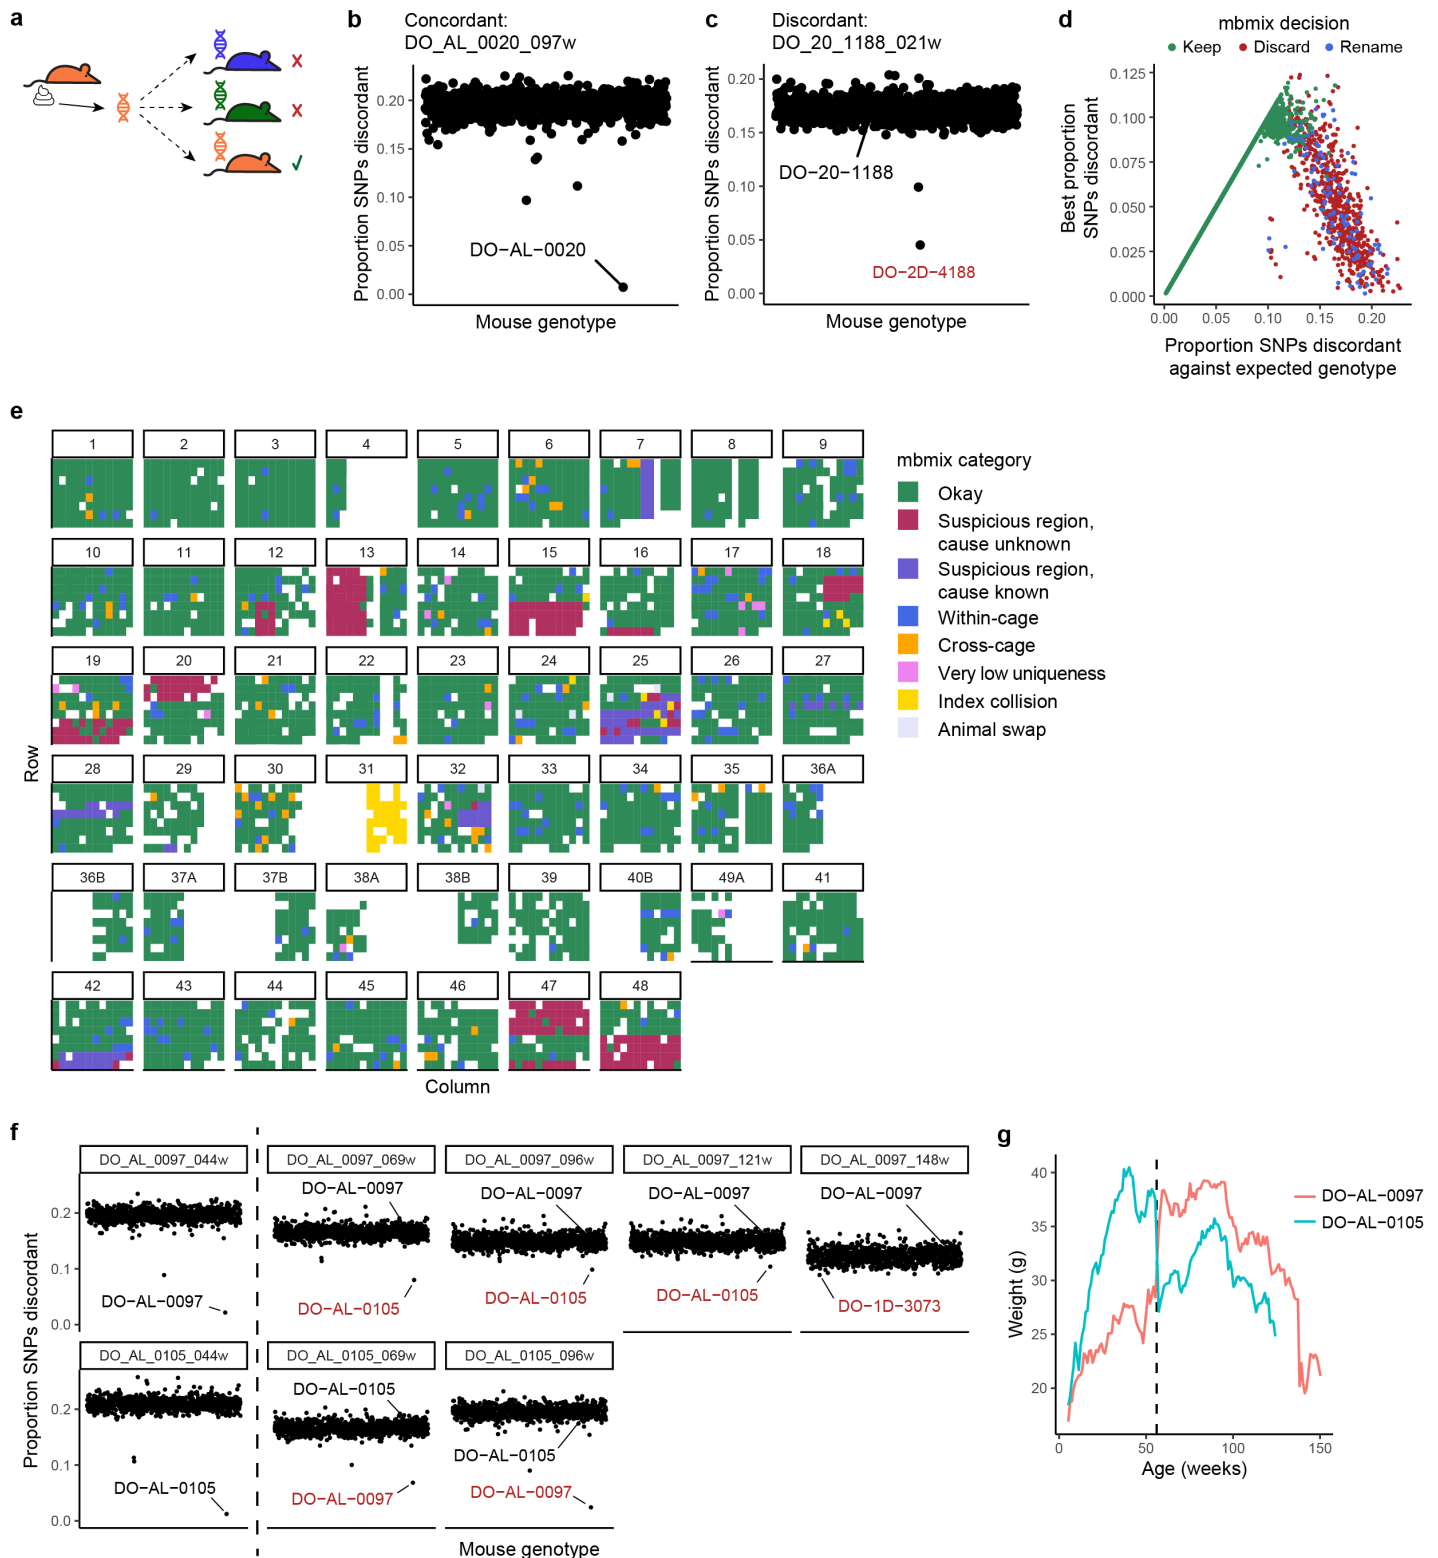 a
b
Concordant:
DO_AL_0020_097w
Proportion SNPs discordant
0.20
0.15
0.10
0.05
0.00
DO−AL−0020
Mouse genotype
c
Discordant:
DO_20_1188_021w
Proportion SNPs discordant
0.20
0.15
0.10
0.05
0.00
DO−20−1188
DO−2D−4188
Mouse genotype
d
mbmix decision
Keep
Discard
Rename
Best proportion
SNPs discordant
0.125
0.100
0.075
0.050
0.025
0.000
0.00
0.05
0.10
0.15
0.20
Proportion SNPs discordant
against expected genotype
e
Row
1
2
3
4
5
6
7
8
9
10
11
12
13
14
15
16
17
18
19
20
21
22
23
24
25
26
27
28
29
30
31
32
33
34
35
36A
36B
37A
37B
38A
38B
39
40B
49A
41
42
43
44
45
46
47
48
Column
mbmix category
Okay
Suspicious region,
cause unknown
Suspicious region,
cause known
Within-cage
Cross-cage
Very low uniqueness
Index collision
Animal swap
f
Proportion SNPs discordant
DO_AL_0097_044w
DO_AL_0097_069w
DO_AL_0097_096w
DO_AL_0097_121w
DO_AL_0097_148w
0.2
0.1
0.0
DO−AL−0097
DO−AL−0097
DO−AL−0105
DO−AL−0097
DO−AL−0105
DO−AL−0097
DO−AL−0105
DO−AL−0097
DO−1D−3073
DO_AL_0105_044w
DO_AL_0105_069w
DO_AL_0105_096w
0.2
0.1
0.0
DO−AL−0105
DO−AL−0105
DO−AL−0097
DO−AL−0105
DO−AL−0097
Mouse genotype
g
Weight (g)
40
35
30
25
20
0
50
100
150
Age (weeks)
DO−AL−0097
DO−AL−0105